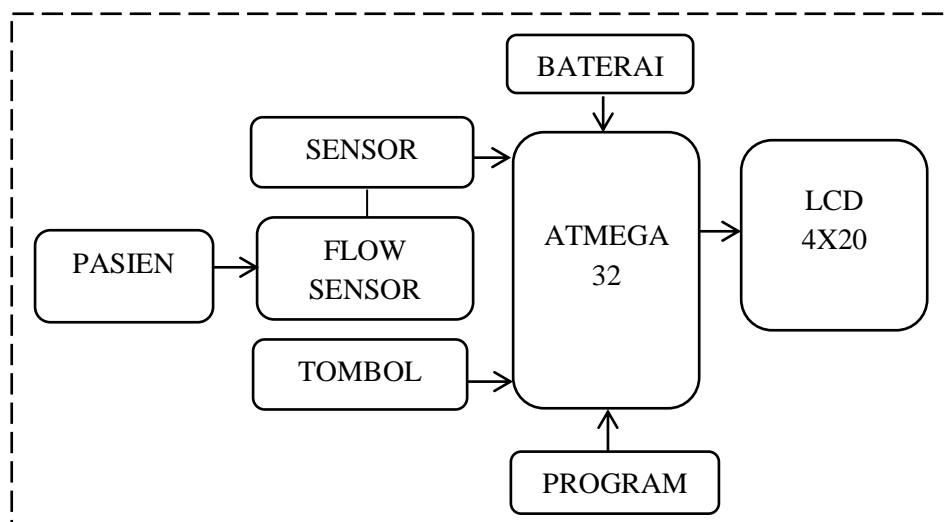 BATERAI
SENSOR
PASIEN
FLOW
SENSOR
TOMBOL
ATMEGA
32
LCD
4X20
PROGRAM